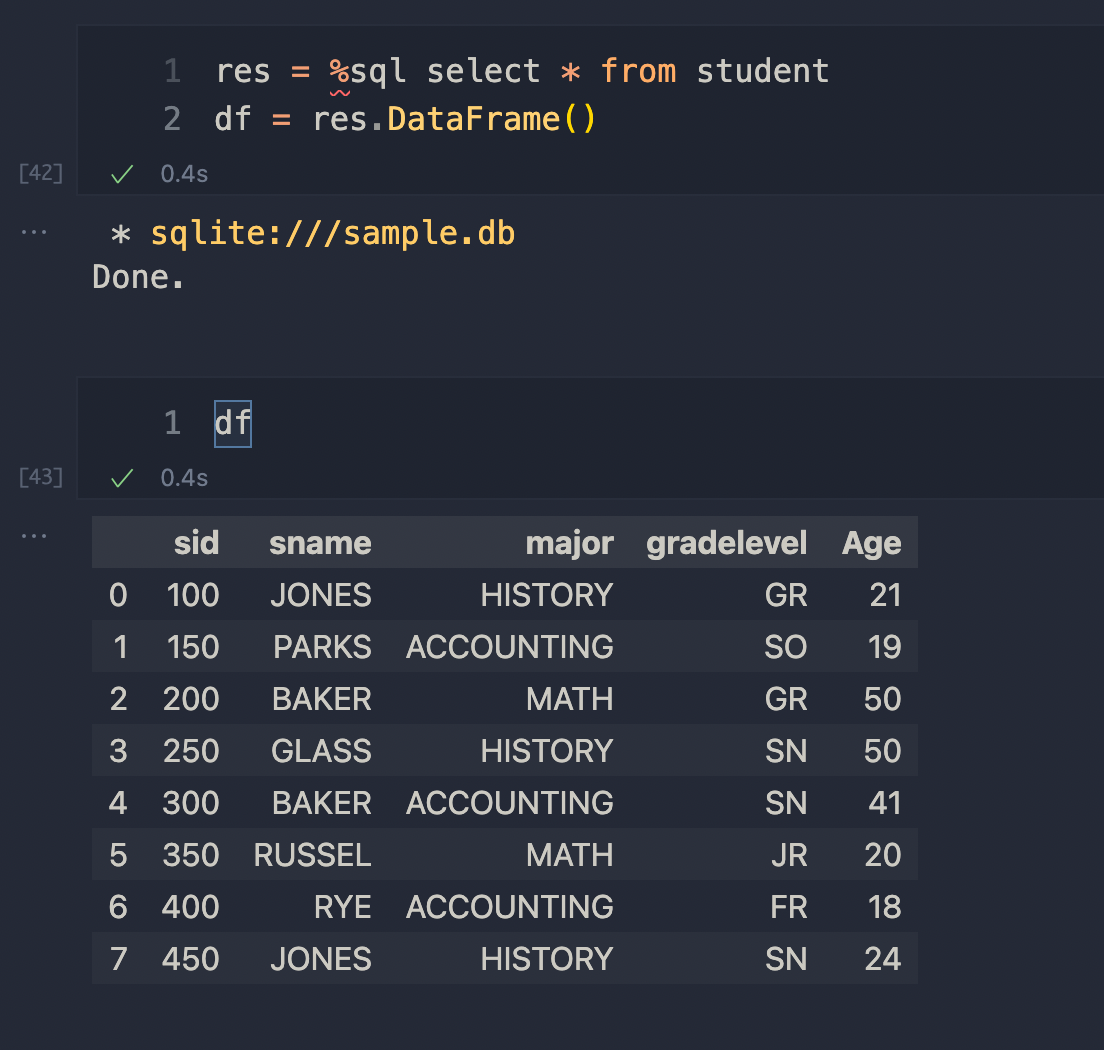 1 res = %sql select * from student
2 df = res.DataFrame()
[42] ✓ 0.4s
... * sqlite:///sample.db
Done.
1 df
[43] ✓ 0.4s
...
sid sname major gradelevel Age
0 100 JONES HISTORY GR 21
1 150 PARKS ACCOUNTING SO 19
2 200 BAKER MATH GR 50
3 250 GLASS HISTORY SN 50
4 300 BAKER ACCOUNTING SN 41
5 350 RUSSEL MATH JR 20
6 400 RYE ACCOUNTING FR 18
7 450 JONES HISTORY SN 24